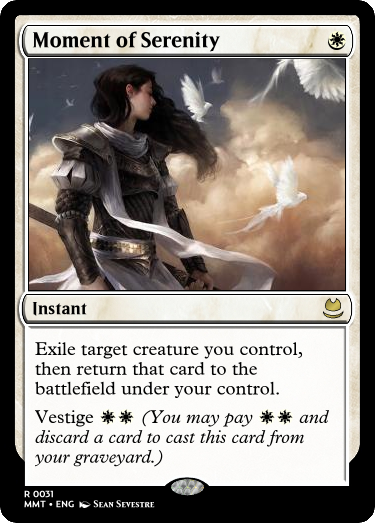 Moment of Serenity
Instant
Exile target creature you control,
then return that card to the
battlefield under your control.
Vestige (You may pay and
discard a card to cast this card from
your graveyard.)
R 0031
MMT • ENG Sean Sevestre